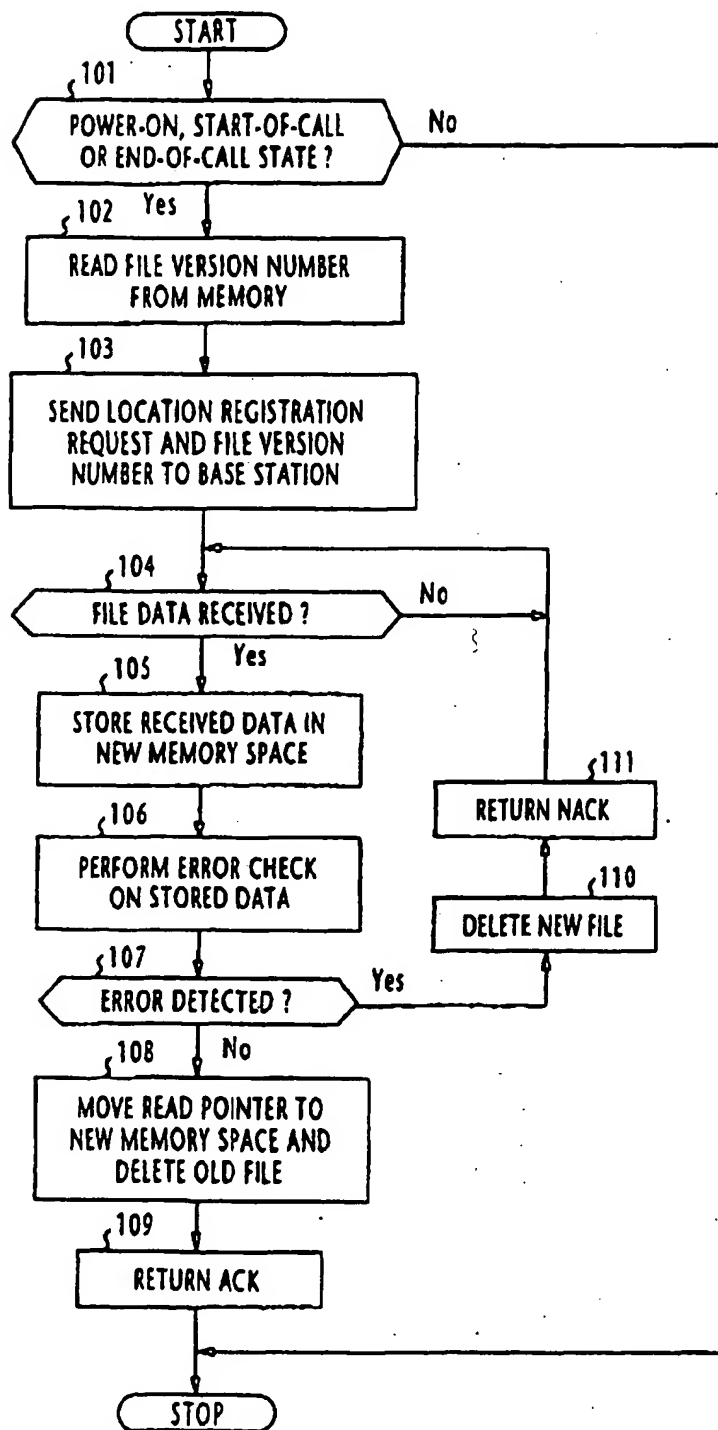 START
101
POWER-ON, START-OF-CALL
OR END-OF-CALL STATE ?
No
Yes
102
READ FILE VERSION NUMBER
FROM MEMORY
103
SEND LOCATION REGISTRATION
REQUEST AND FILE VERSION
NUMBER TO BASE STATION
104
FILE DATA RECEIVED ?
No
Yes
105
STORE RECEIVED DATA IN
NEW MEMORY SPACE
111
RETURN NACK
106
PERFORM ERROR CHECK
ON STORED DATA
110
DELETE NEW FILE
107
ERROR DETECTED ?
Yes
No
108
MOVE READ POINTER TO
NEW MEMORY SPACE AND
DELETE OLD FILE
109
RETURN ACK
STOP